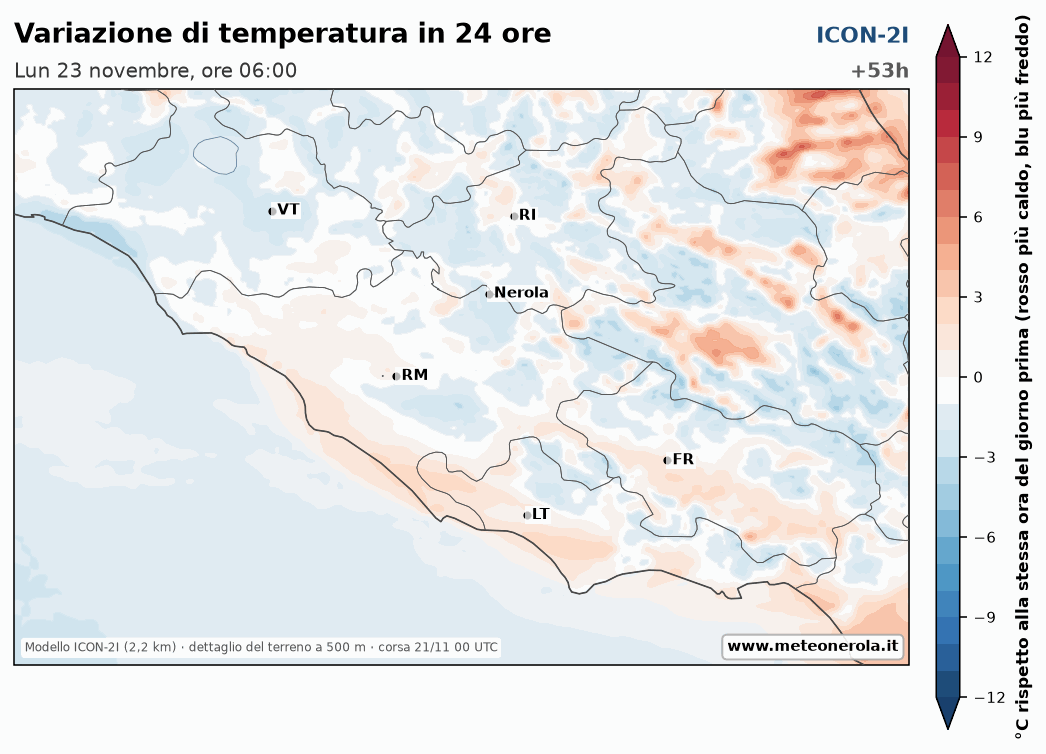 Variazione di temperatura in 24 ore
ICON-2I
Lun 23 novembre, ore 06:00
+53h
VT
RI
Nerola
RM
FR
LT
Modello ICON-2I (2,2 km) · dettaglio del terreno a 500 m · corsa 21/11 00 UTC
www.meteonerola.it
12
9
6
3
0
−3
−6
−9
−12
°C rispetto alla stessa ora del giorno prima (rosso più caldo, blu più freddo)